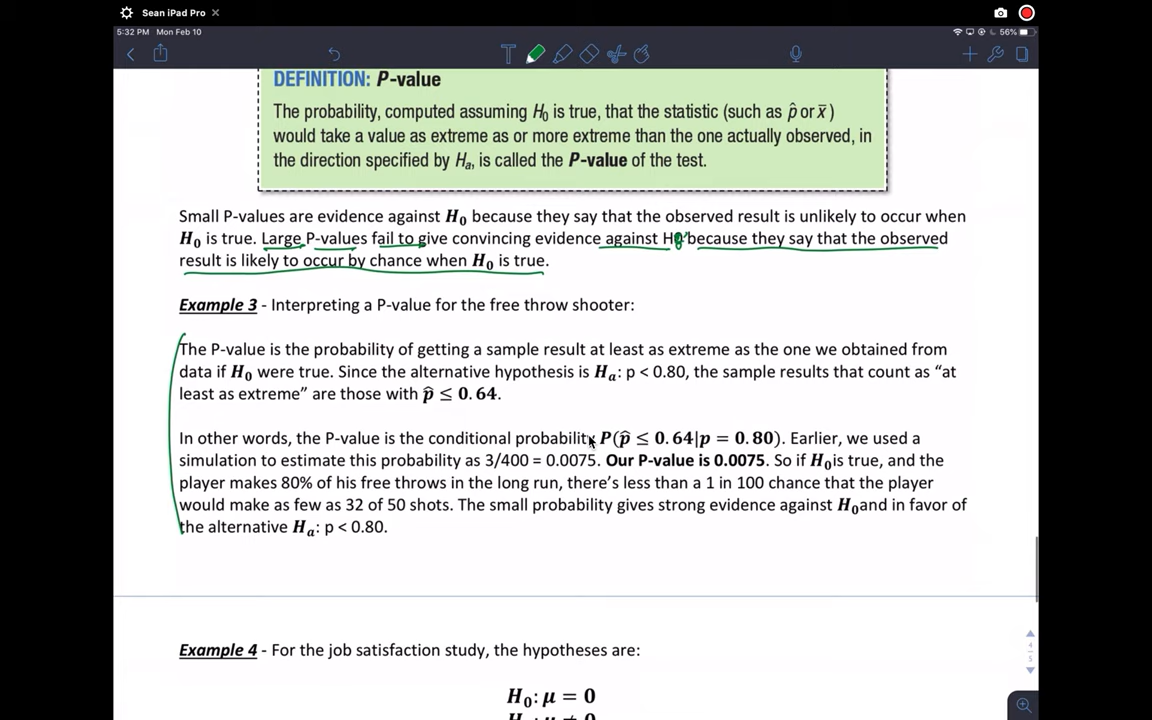 Sean iPad Pro ×
5:32 PM Mon Feb 10 56%
T
DEFINITION: P-value
The probability, computed assuming H₀ is true, that the statistic (such as p̂ or x̄)
would take a value as extreme as or more extreme than the one actually observed, in
the direction specified by Hₐ, is called the P-value of the test.
Small P-values are evidence against H₀ because they say that the observed result is unlikely to occur when
H₀ is true. Large P-values fail to give convincing evidence against H0 because they say that the observed
result is likely to occur by chance when H₀ is true.
Example 3 - Interpreting a P-value for the free throw shooter:
The P-value is the probability of getting a sample result at least as extreme as the one we obtained from
data if H₀ were true. Since the alternative hypothesis is Hₐ: p < 0.80, the sample results that count as “at
least as extreme” are those with p̂ ≤ 0.64.
In other words, the P-value is the conditional probability P(p̂ ≤ 0.64|p = 0.80). Earlier, we used a
simulation to estimate this probability as 3/400 = 0.0075. Our P-value is 0.0075. So if H₀is true, and the
player makes 80% of his free throws in the long run, there’s less than a 1 in 100 chance that the player
would make as few as 32 of 50 shots. The small probability gives strong evidence against H₀and in favor of
the alternative Hₐ: p < 0.80.
4
5
Example 4 - For the job satisfaction study, the hypotheses are:
H₀: μ = 0